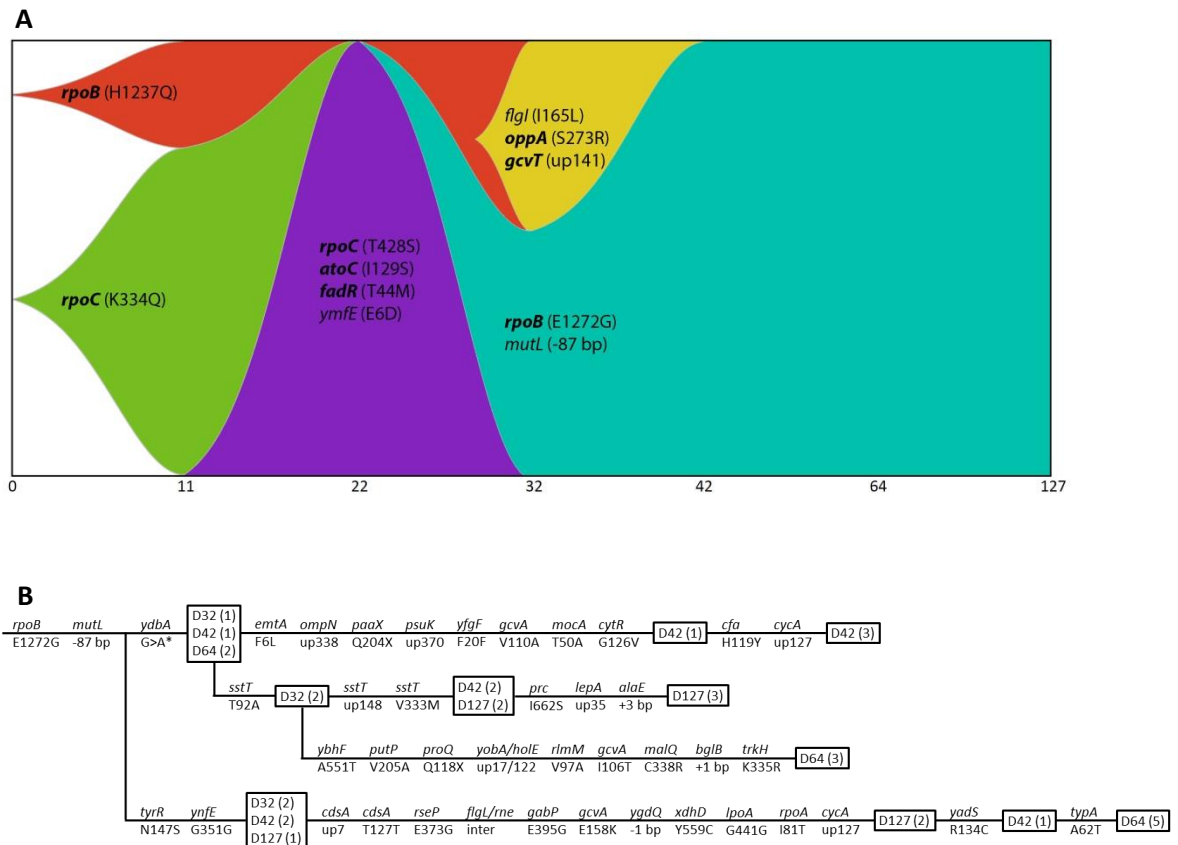 A
rpoB (H1237Q)
flgI (I165L)
oppA (S273R)
gcvT (up141)
rpoC (K334Q)
rpoC (T428S)
atoC (I129S)
fadR (T44M)
ymfE (E6D)
rpoB (E1272G)
mutL (-87 bp)
0 11 22 32 42 64 127
B
rpoB mutL ydbA D32 (1) D42 (1) D64 (2) emtA ompN paaX psuK yfgF gcvA mocA cytR D42 (1) cfa cycA D42 (3)
E1272G -87 bp G>A* F6L up338 Q204X up370 F20F V110A T50A G126V H119Y up127
sstT D32 (2) sstT sstT D42 (2) D127 (2) prc lepA alaE D127 (3)
T92A up148 V333M I662S up35 +3 bp
ybhF putP proQ yobA/holE rlmM gcvA malQ bglB trkH D64 (3)
A551T V205A Q118X up17/122 V97A I106T C338R +1 bp K335R
tyrR ynfE D32 (2) D42 (2) D127 (1) cdsA cdsA rseP flgL/rne gabP gcvA ygdQ xdhD lpoA rpoA cycA D127 (2) yadS D42 (1) typA D64 (5)
N147S G351G up7 T127T E373G inter E395G E158K -1 bp Y559C G441G I81T up127 R134C A62T